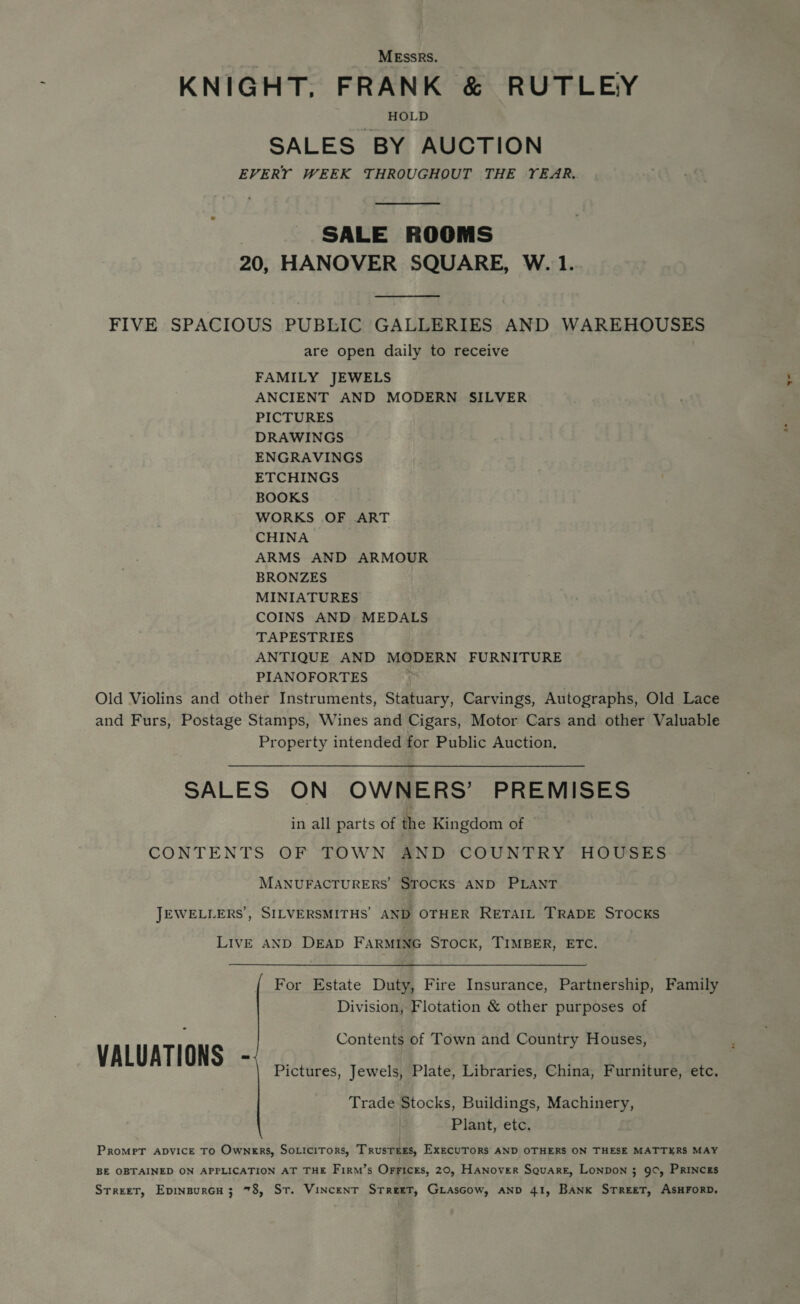 MESSRS.
KNIGHT, FRANK & RUTLEY
HOLD
SALES BY AUCTION
EVERY WEEK THROUGHOUT THE YEAR.
SALE ROOMS
20, HANOVER SQUARE, W. 1.
FIVE SPACIOUS PUBLIC GALLERIES AND WAREHOUSES
are open daily to receive
FAMILY JEWELS
ANCIENT AND MODERN SILVER
PICTURES
DRAWINGS
ENGRAVINGS
ETCHINGS
BOOKS
WORKS OF ART
CHINA
ARMS AND ARMOUR
BRONZES
MINIATURES
COINS AND MEDALS
TAPESTRIES
ANTIQUE AND MODERN FURNITURE
PIANOFORTES
Old Violins and other Instruments, Statuary, Carvings, Autographs, Old Lace
and Furs, Postage Stamps, Wines and Cigars, Motor Cars and other Valuable
Property intended for Public Auction.
SALES ON OWNERS' PREMISES
in all parts of the Kingdom of
CONTENTS OF TOWN AND COUNTRY HOUSES
MANUFACTURERS' STOCKS AND PLANT
JEWELLERS', SILVERSMITHS' AND OTHER RETAIL TRADE STOCKS
LIVE AND DEAD FARMING STOCK, TIMBER, ETC.
VALUATIONS -
For Estate Duty, Fire Insurance, Partnership, Family
Division, Flotation & other purposes of
Contents of Town and Country Houses,
Pictures, Jewels, Plate, Libraries, China, Furniture, etc.
Trade Stocks, Buildings, Machinery,
Plant, etc.
PROMPT ADVICE TO OWNERS, SOLICITORS, TRUSTEES, EXECUTORS AND OTHERS ON THESE MATTERS MAY
BE OBTAINED ON APPLICATION AT THE FIRM'S OFFICES, 20, HANOVER SQUARE, LONDON ; 90, PRINCES
STREET, EDINBURGH ; 78, ST. VINCENT STREET, GLASGOW, AND 41, BANK STREET, ASHFORD.